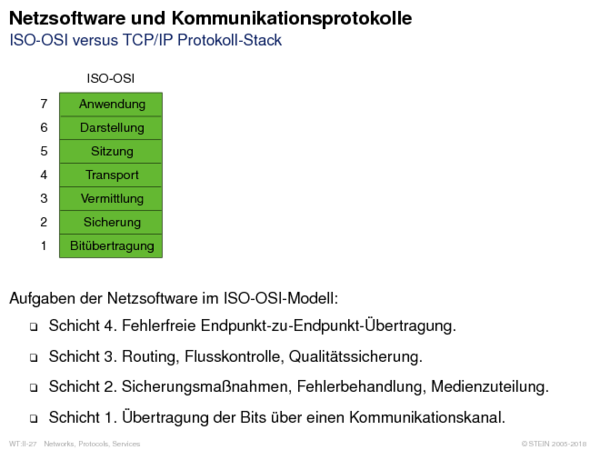 Netzsoftware und Kommunikationsprotokolle
ISO-OSI versus TCP/IP Protokoll-Stack
ISO-OSI
7 Anwendung
6 Darstellung
5 Sitzung
4 Transport
3 Vermittlung
2 Sicherung
1 Bitübertragung
Aufgaben der Netzsoftware im ISO-OSI-Modell:
❑ Schicht 4. Fehlerfreie Endpunkt-zu-Endpunkt-Übertragung.
❑ Schicht 3. Routing, Flusskontrolle, Qualitätssicherung.
❑ Schicht 2. Sicherungsmaßnahmen, Fehlerbehandlung, Medienzuteilung.
❑ Schicht 1. Übertragung der Bits über einen Kommunikationskanal.
WT:II-27 Networks, Protocols, Services © STEIN 2005-2018